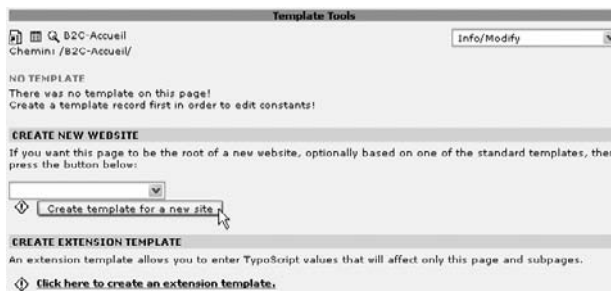 Template Tools
B2C-Accueil
Info/Modify
Chemin: /B2C-Accueil/
NO TEMPLATE
There was no template on this page!
Create a template record first in order to edit constants!
CREATE NEW WEBSITE
If you want this page to be the root of a new website, optionally based on one of the standard templates, then
press the button below:
Create template for a new site
CREATE EXTENSION TEMPLATE
An extension template allows you to enter TypoScript values that will affect only this page and subpages.
Click here to create an extension template.